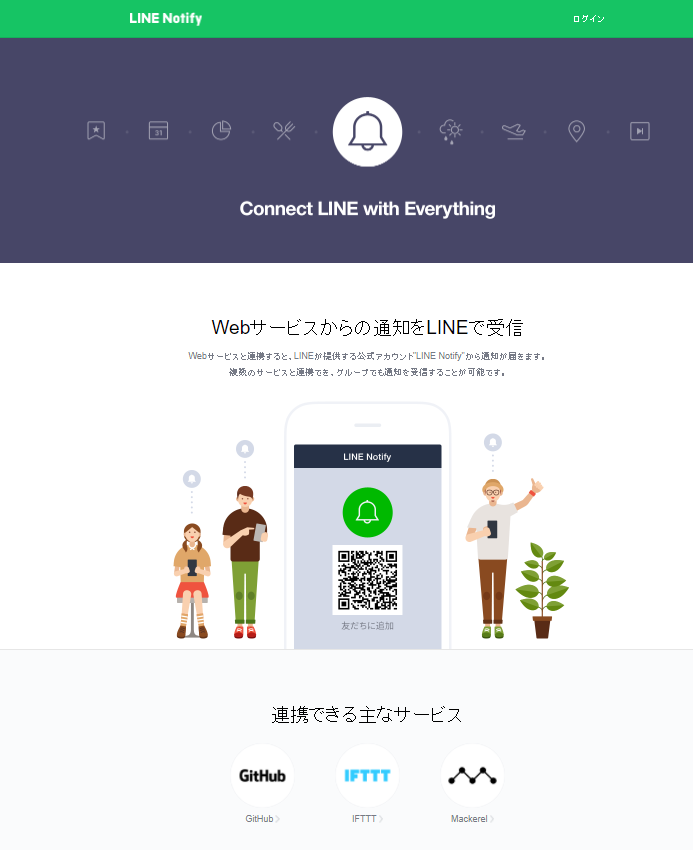 LINE Notify
ログイン
31
Connect LINE with Everything
Webサービスからの通知をLINEで受信
Webサービスと連携すると、LINEが提供する公式アカウント"LINE Notify"から通知が届きます。
複数のサービスと連携でき、グループでも通知を受信することが可能です。
LINE Notify
友だちに追加
連携できる主なサービス
GitHub
IFTTT
GitHub
IFTTT
Mackerel